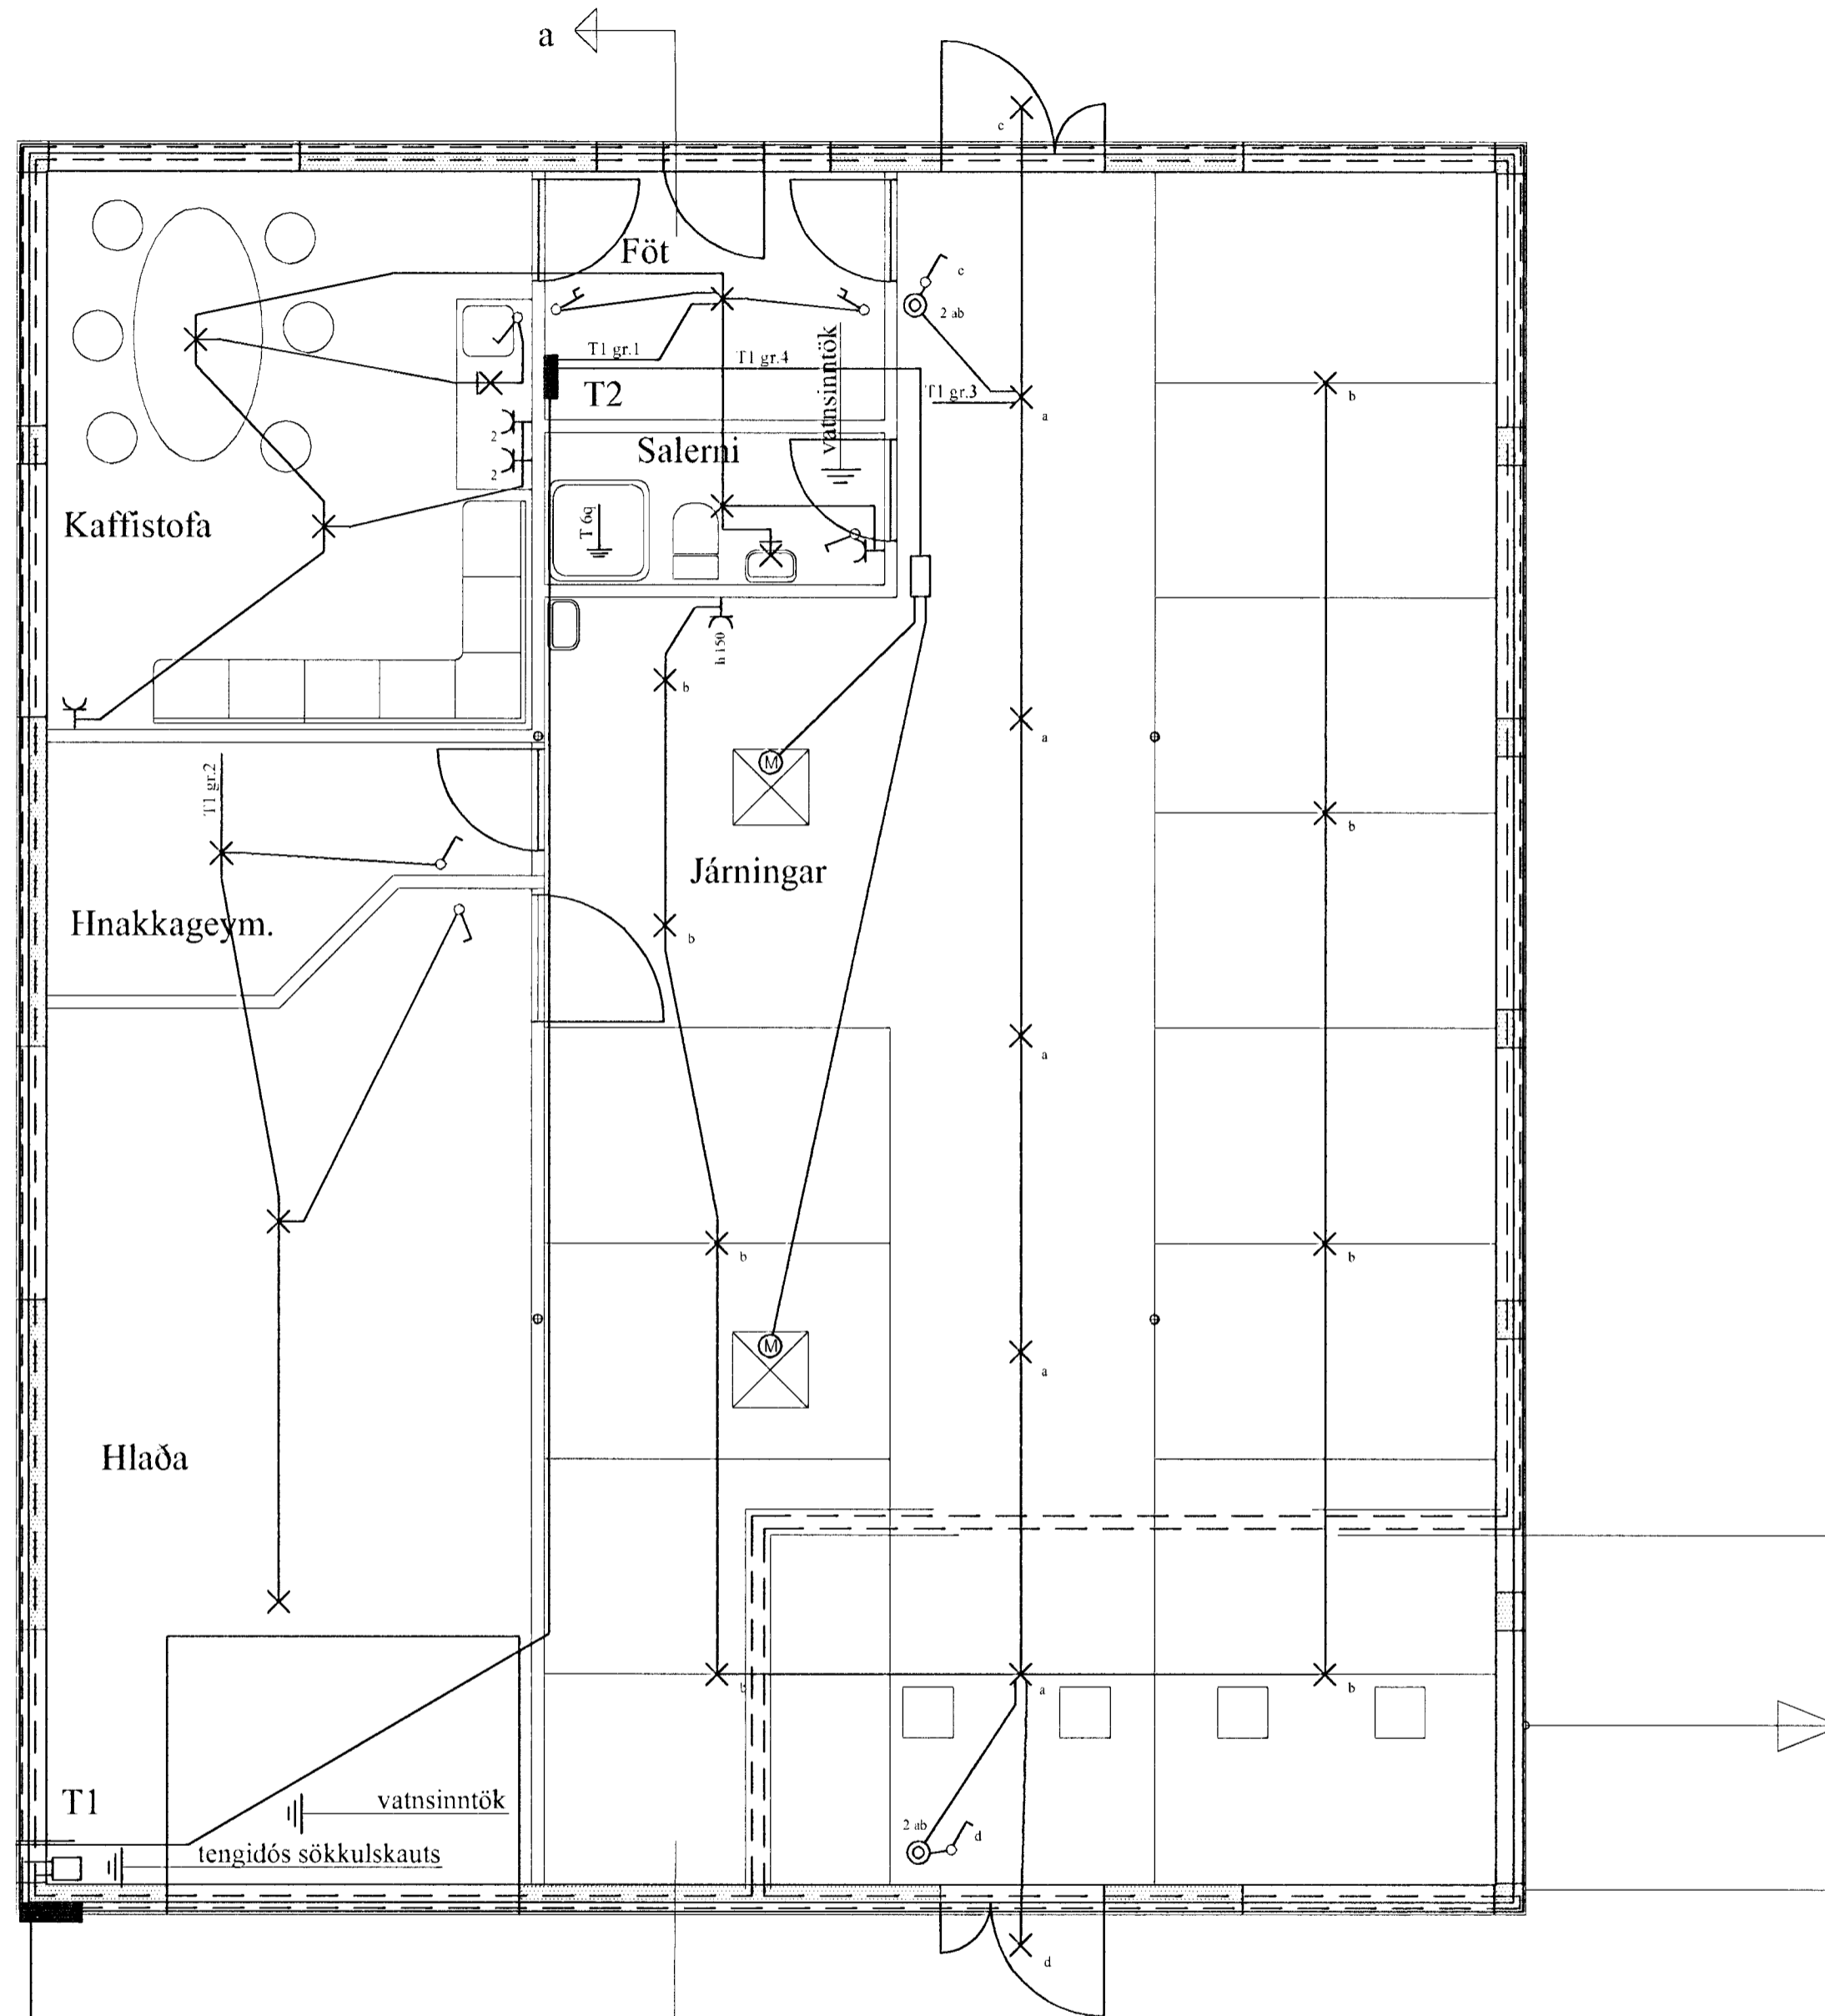 a
c
Föt
c
2 ab
T1 gr.1
T1 gr.4
vatnsinntök
T2
T1 gr.3
a
b
2
2
Salerni
Kaffistofa
h 150
b
a
M
T1 gr.2
b
Járningar
Hnakkageym.
b
a
b
b
a
M
Hlaða
b
a
b
T1
vatnsinntök
2 ab
d
tengidós sökkulskauts
d